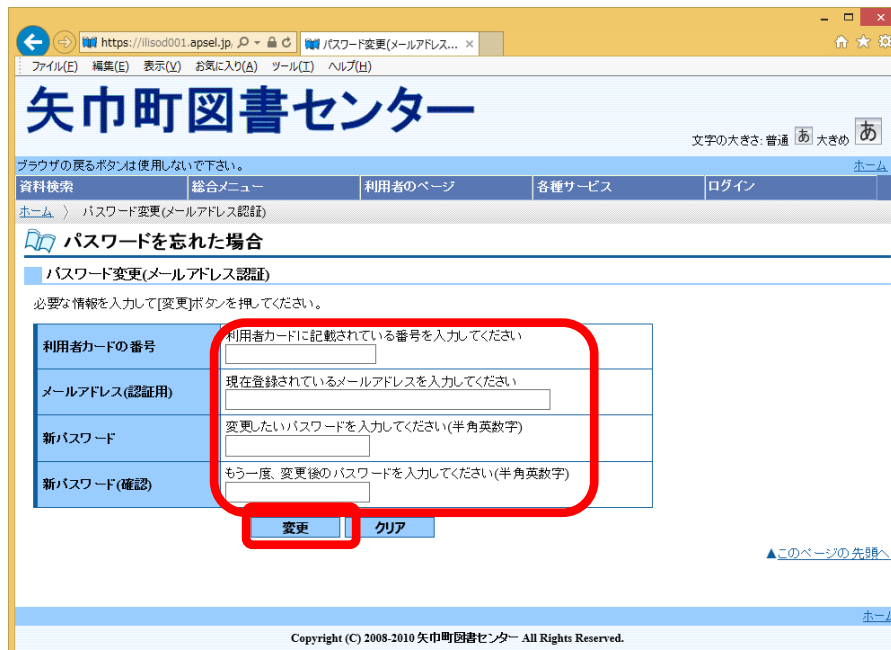 https://ilisod001.apsel.jp
パスワード変更(メールアドレス...
ファイル(F) 編集(E) 表示(V) お気に入り(A) ツール(T) ヘルプ(H)
矢巾町図書センター
文字の大きさ: 普通 あ 大きめ あ
ブラウザの戻るボタンは使用しないで下さい。 ホーム
資料検索 総合メニュー 利用者のページ 各種サービス ログイン
ホーム 〉 パスワード変更(メールアドレス認証)
パスワードを忘れた場合
パスワード変更(メールアドレス認証)
必要な情報を入力して[変更]ボタンを押してください。
利用者カードの番号 利用者カードに記載されている番号を入力してください
メールアドレス(認証用) 現在登録されているメールアドレスを入力してください
新パスワード 変更したいパスワードを入力してください(半角英数字)
新パスワード(確認) もう一度、変更後のパスワードを入力してください(半角英数字)
変更 クリア
▲このページの先頭へ
ホーム
Copyright (C) 2008-2010 矢巾町図書センター All Rights Reserved.